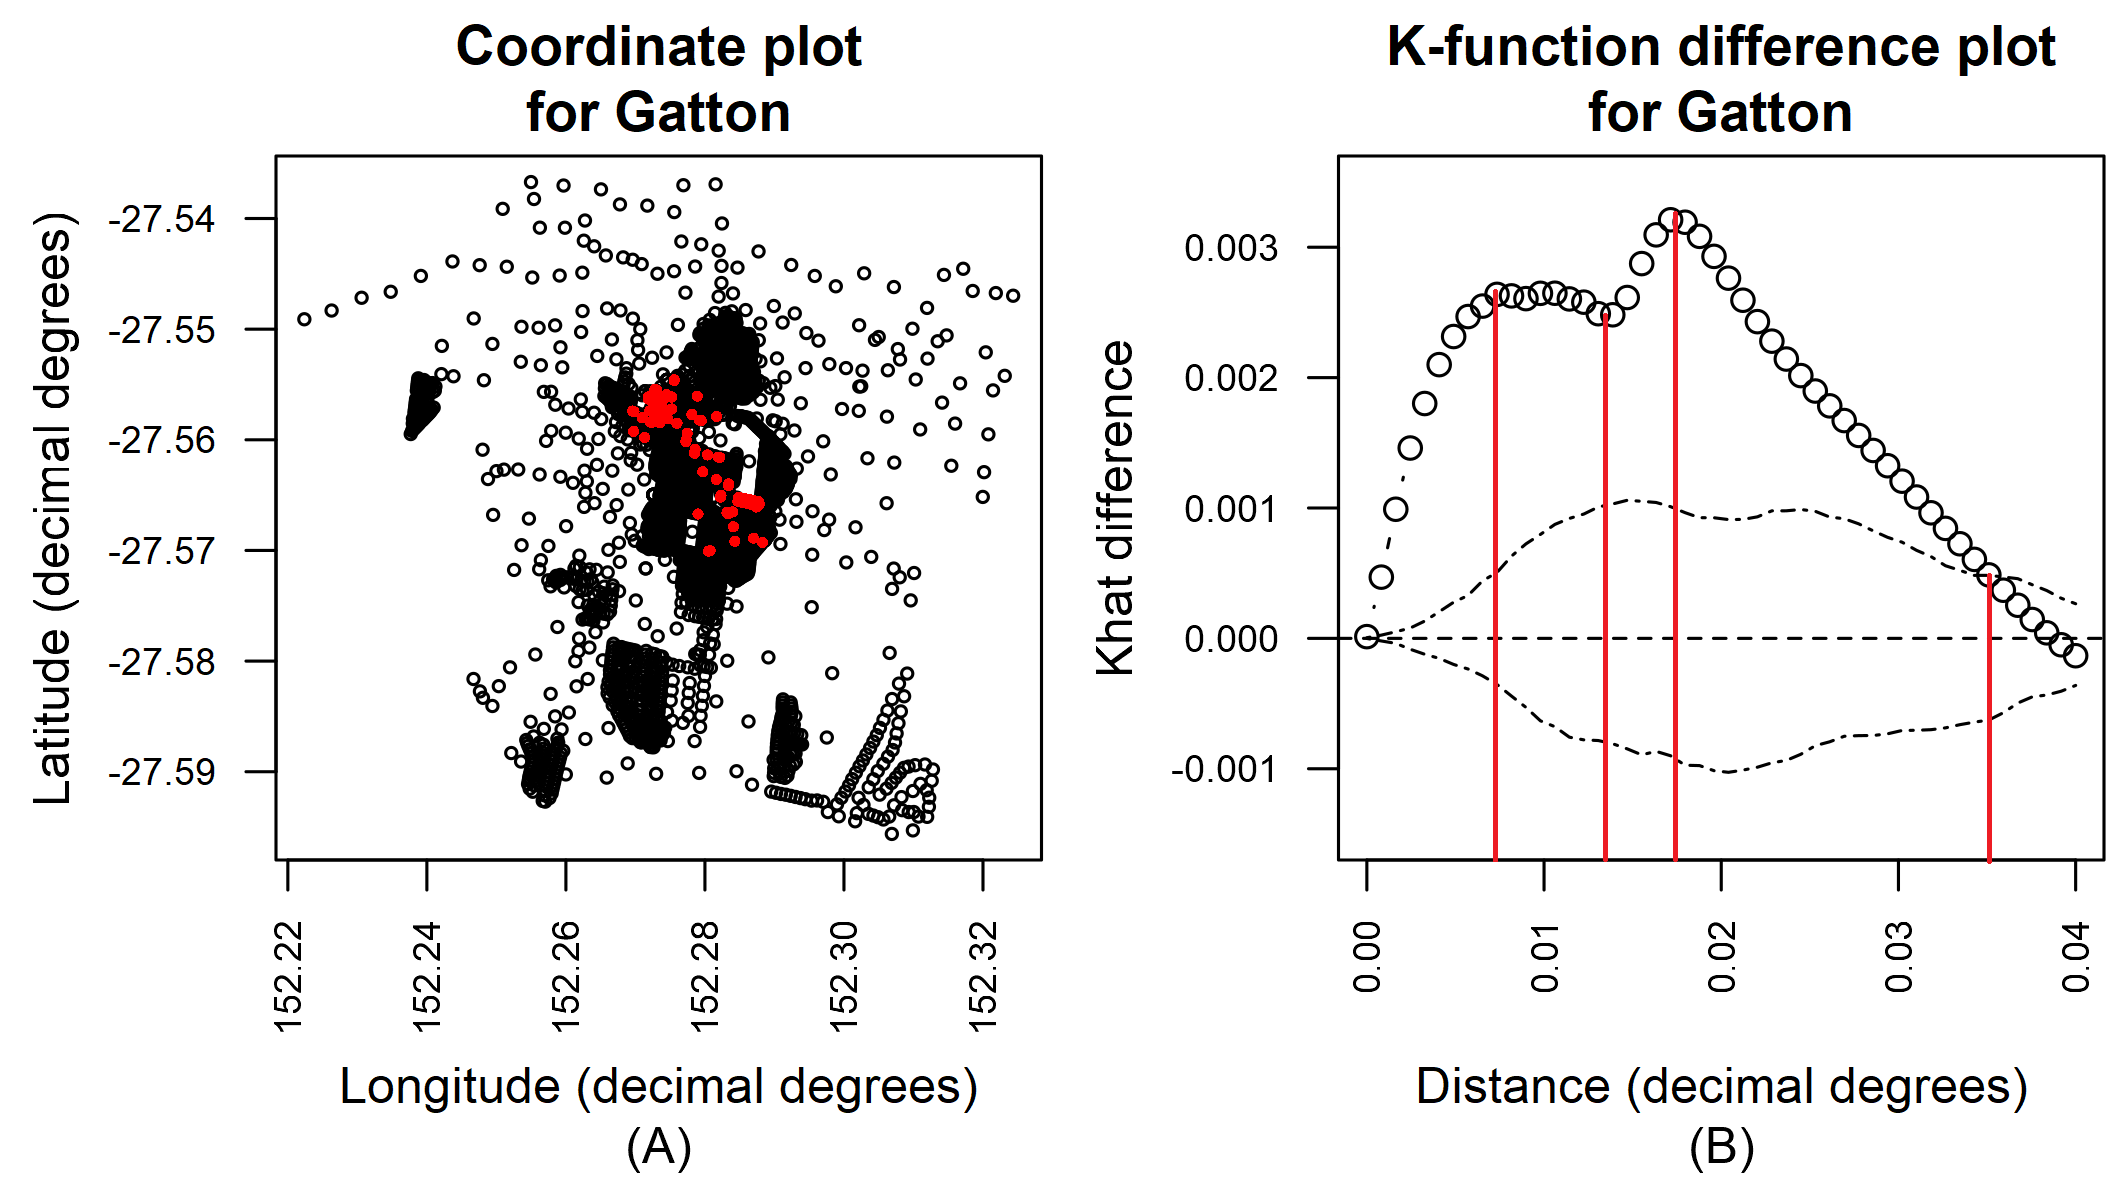 Coordinate plot
for Gatton
Latitude (decimal degrees)
-27.54
-27.55
-27.56
-27.57
-27.58
-27.59
152.22
152.24
152.26
152.28
152.30
152.32
Longitude (decimal degrees)
(A)
K-function difference plot
for Gatton
Khat difference
0.003
0.002
0.001
0.000
-0.001
0.00
0.01
0.02
0.03
0.04
Distance (decimal degrees)
(B)